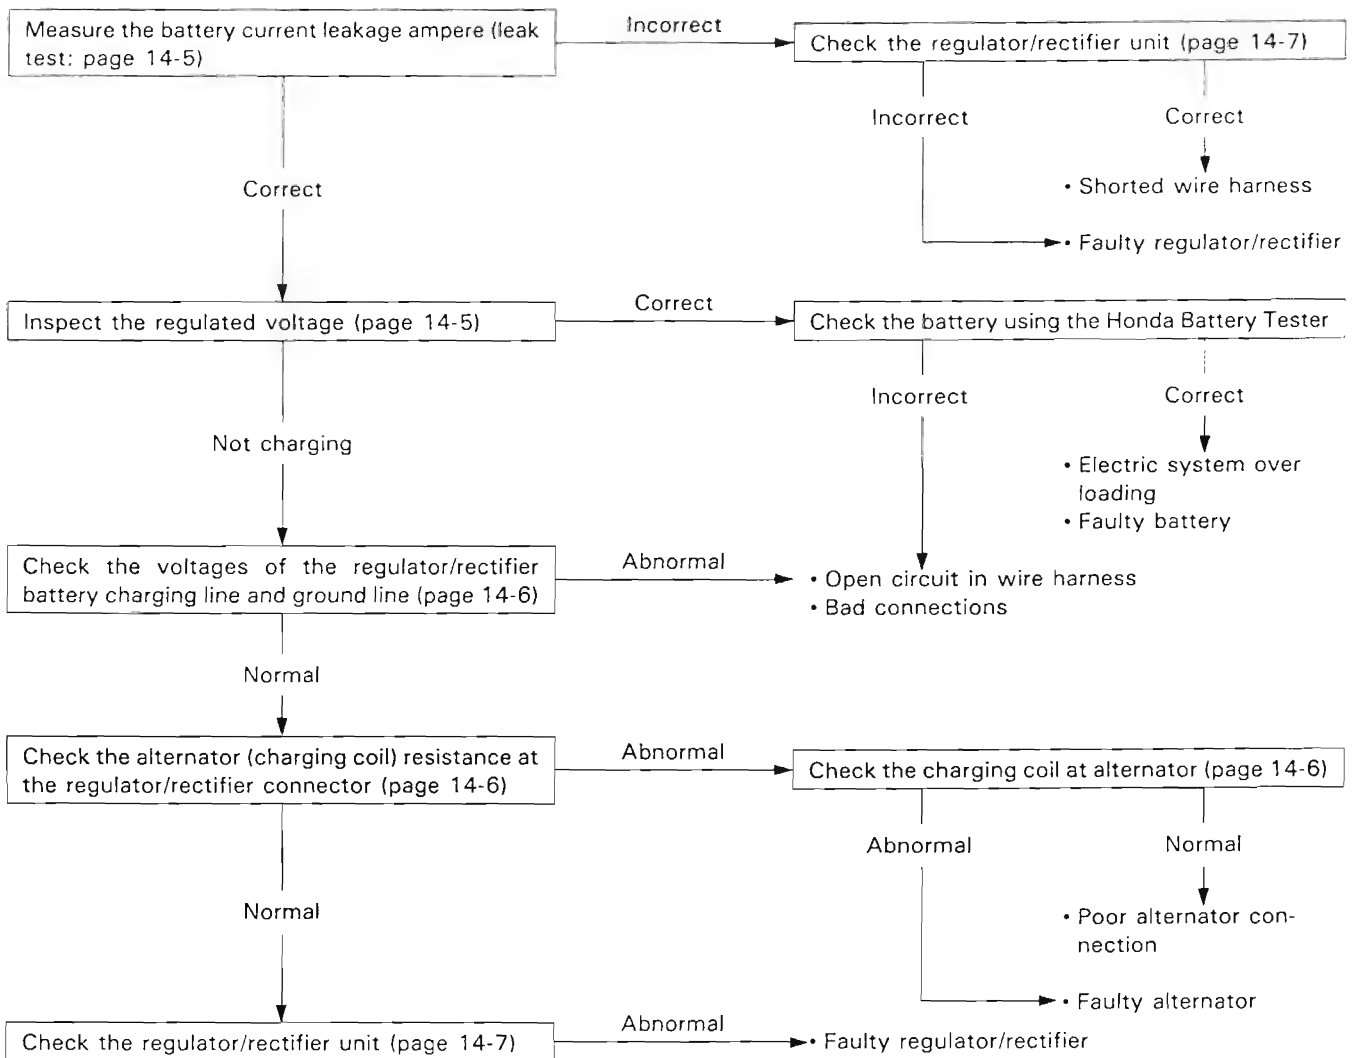 Measure the battery current leakage ampere (leak
test: page 14-5)
Incorrect
Check the regulator/rectifier unit (page 14-7)
Incorrect
Correct
Correct
• Shorted wire harness
• Faulty regulator/rectifier
Inspect the regulated voltage (page 14-5)
Correct
Check the battery using the Honda Battery Tester
Incorrect
Correct
Not charging
• Electric system over
loading
• Faulty battery
Check the voltages of the regulator/rectifier
battery charging line and ground line (page 14-6)
Abnormal
• Open circuit in wire harness
• Bad connections
Normal
Check the alternator (charging coil) resistance at
the regulator/rectifier connector (page 14-6)
Abnormal
Check the charging coil at alternator (page 14-6)
Abnormal
Normal
Normal
• Poor alternator con-
nection
• Faulty alternator
Check the regulator/rectifier unit (page 14-7)
Abnormal
• Faulty regulator/rectifier